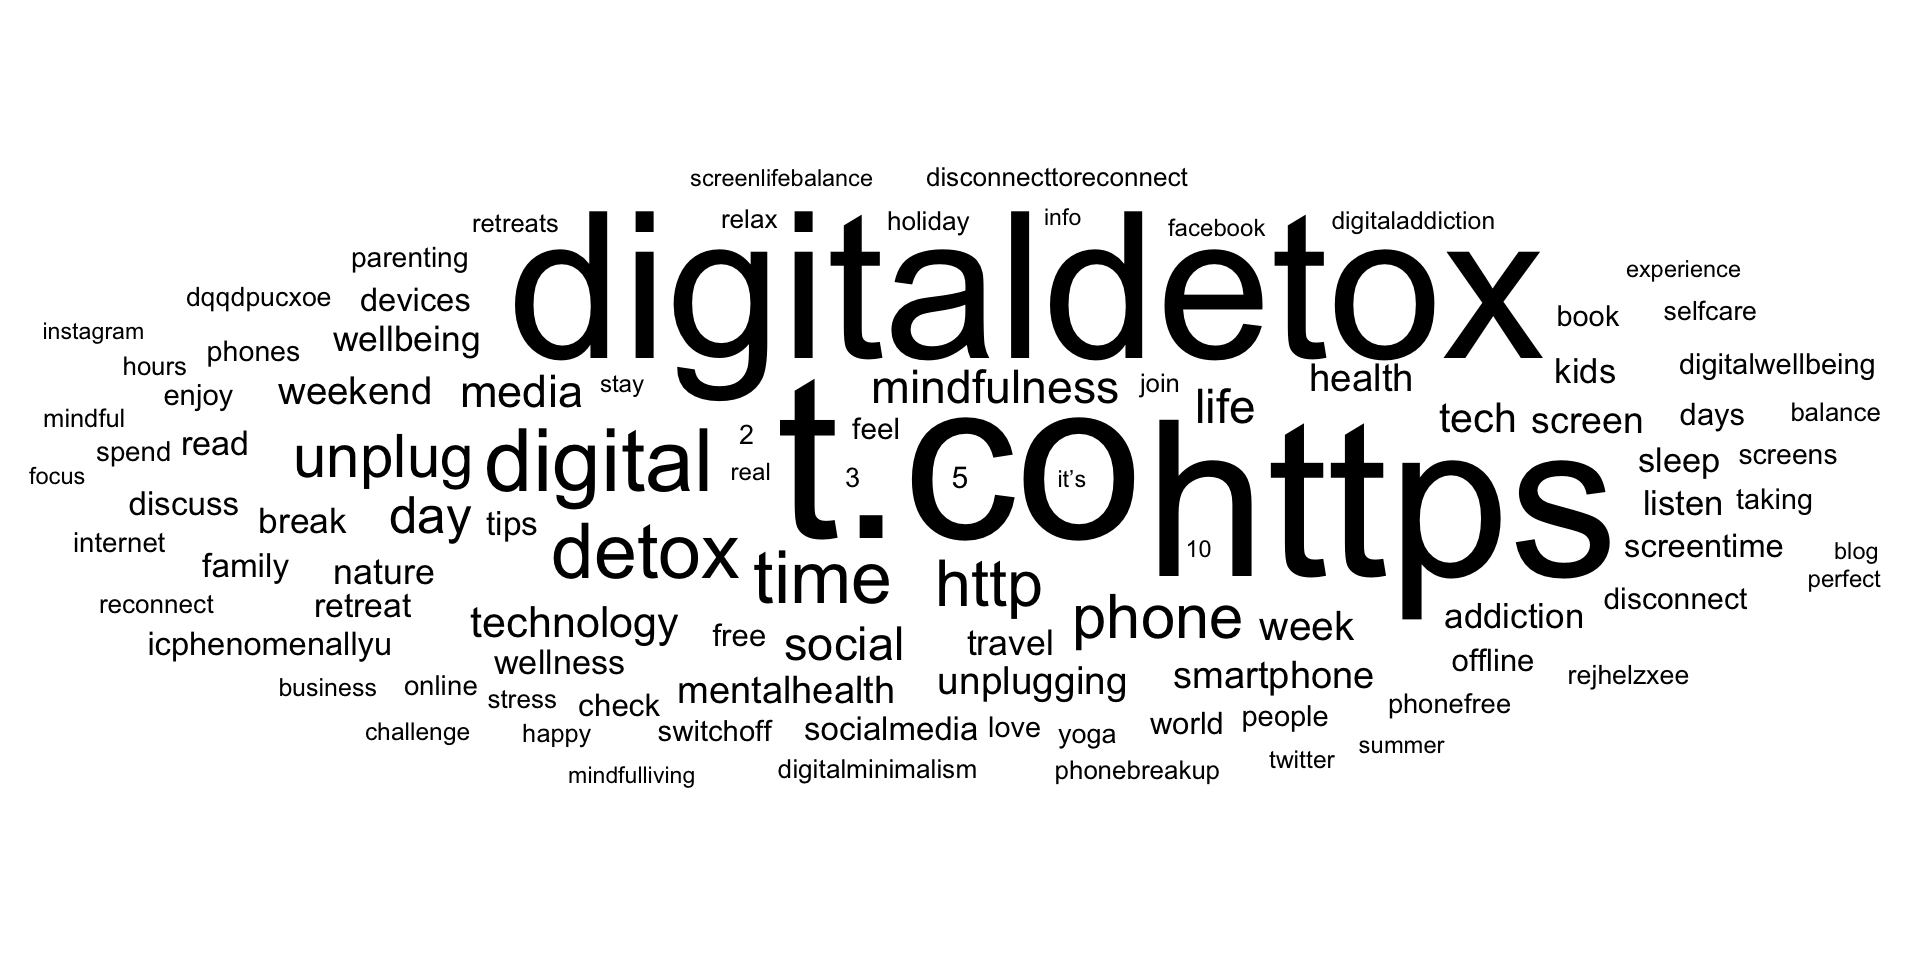 screenlifebalance disconnecttoreconnect
retreats relax holiday info facebook digitaladdiction
parenting digitaldetox experience
dqqdpucxoe devices book selfcare
instagram wellbeing
hours phones health kids digitalwellbeing
enjoy weekend media stay mindfulness join life
mindful tech screen days balance
spend read unplug digital 2 t.co feel https sleep screens
focus real 3 5 it’s
discuss break day tips listen taking
internet detox 10 screentime blog
family nature time http perfect
reconnect retreat phone addiction disconnect
icphenomenallyu technology free social travel week
wellness offline
business online stress check mentalhealth unplugging smartphone rejhelzxee
phonefree
challenge happy switchoff socialmedia love yoga world people
twitter summer
mindfulliving digitalminimalism phonebreakup